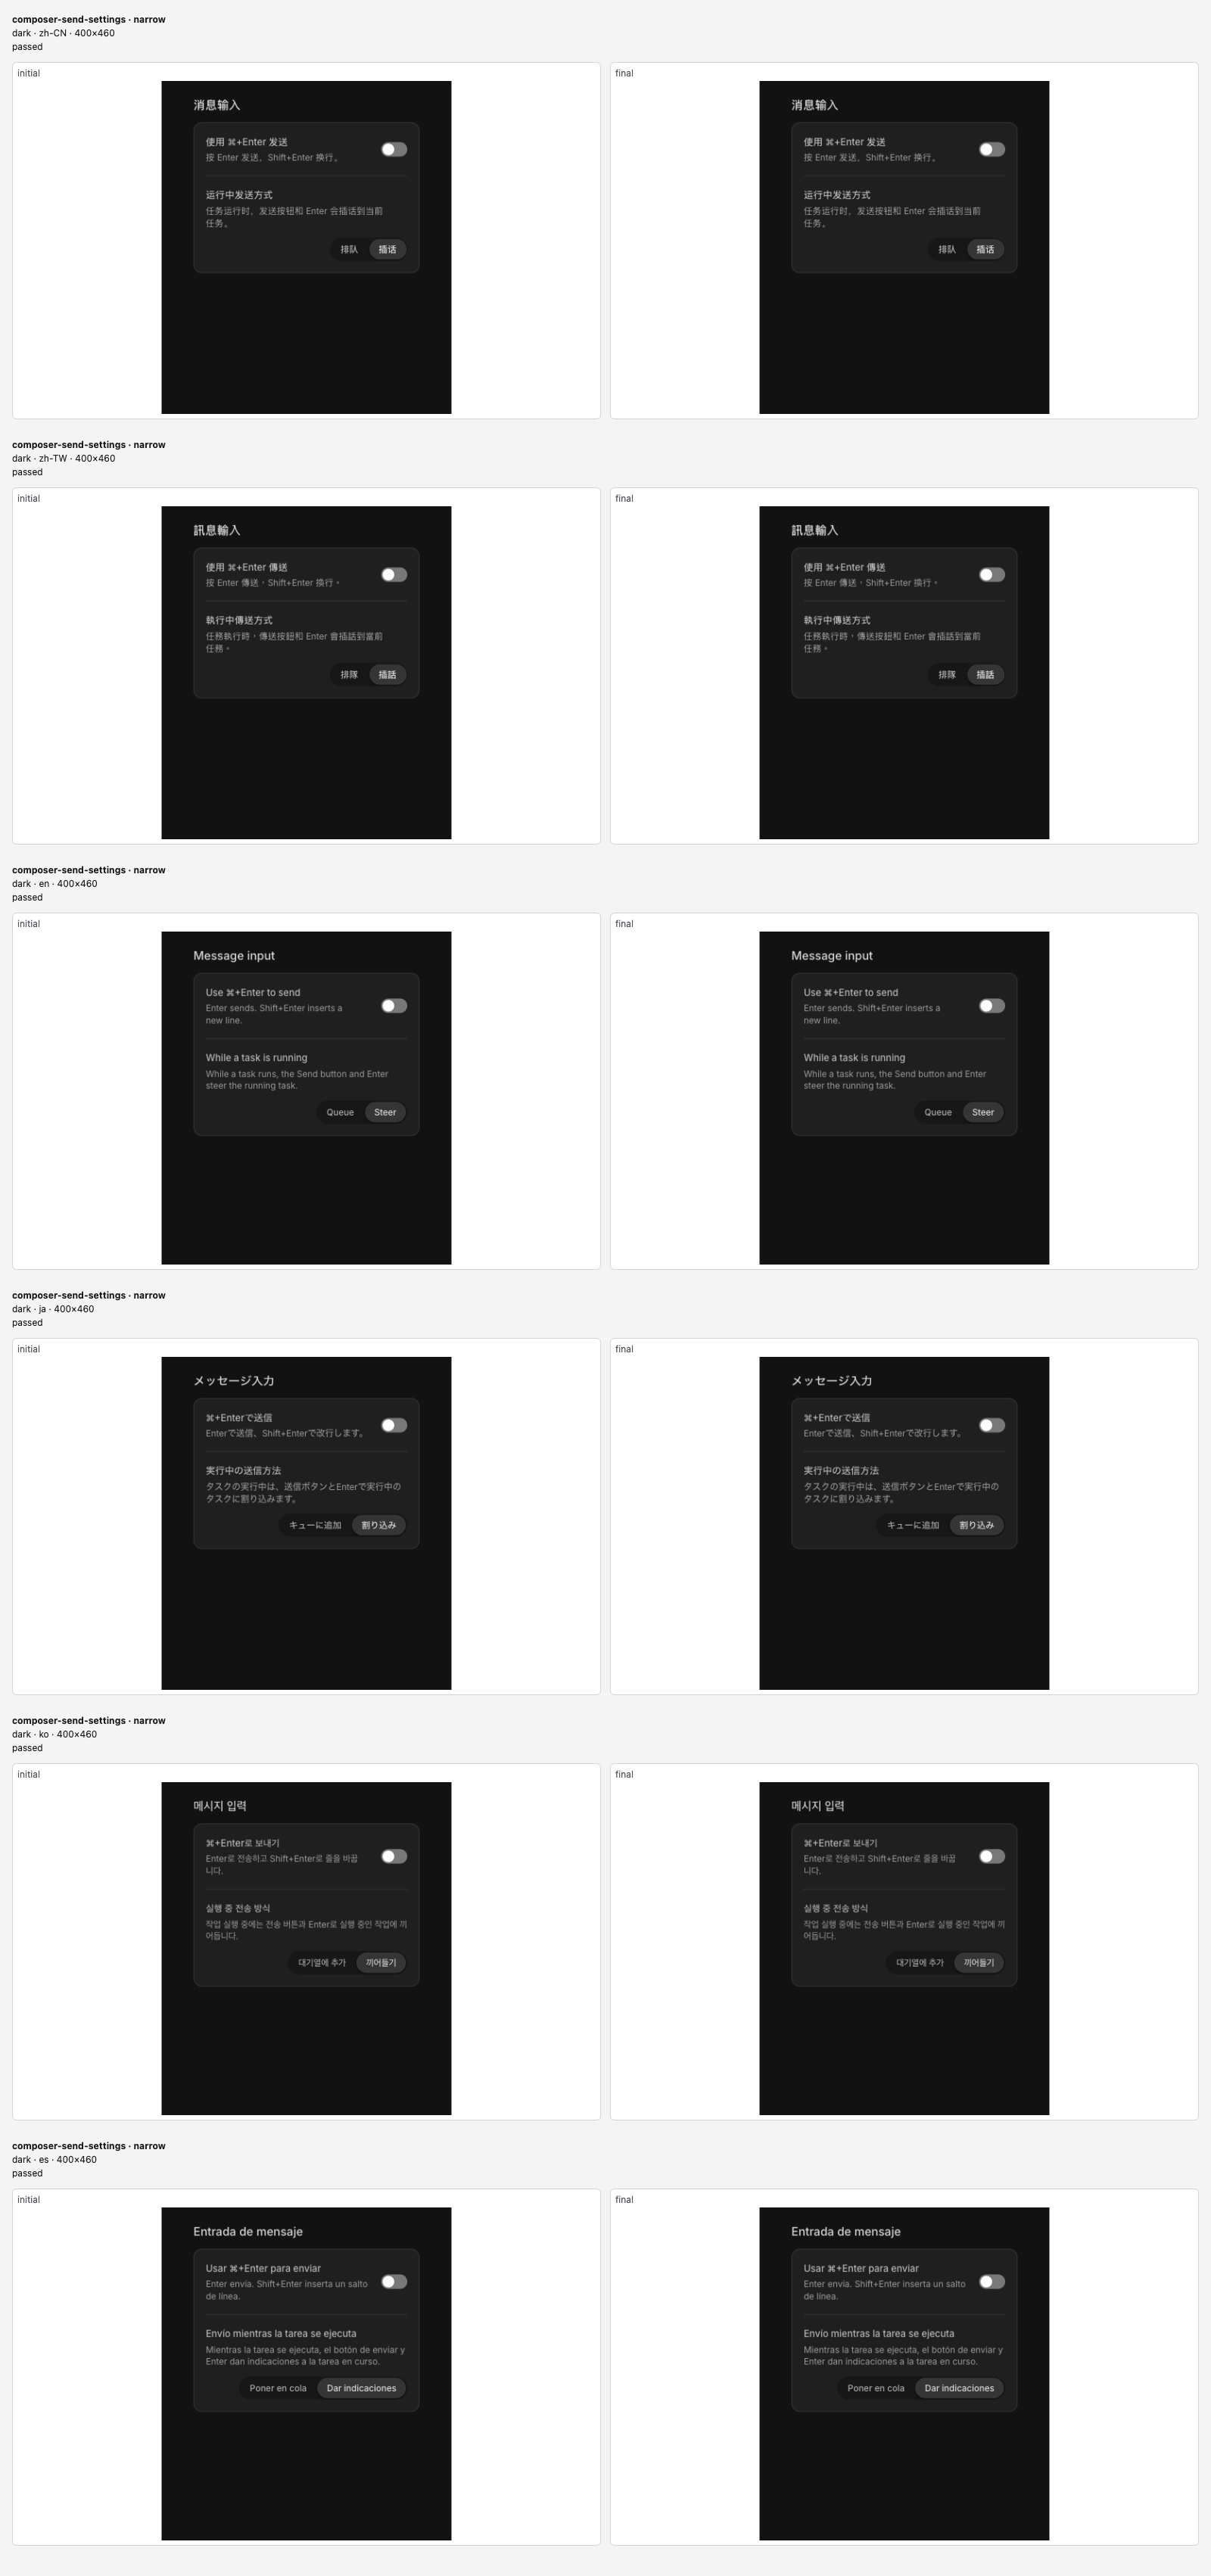 composer-send-settings · narrow
dark · zh-CN · 400×460
passed
initial
消息输入
使用 ⌘+Enter 发送
按 Enter 发送，Shift+Enter 换行。
运行中发送方式
任务运行时，发送按钮和 Enter 会插话到当前
任务。
排队 插话
final
消息输入
使用 ⌘+Enter 发送
按 Enter 发送，Shift+Enter 换行。
运行中发送方式
任务运行时，发送按钮和 Enter 会插话到当前
任务。
排队 插话
composer-send-settings · narrow
dark · zh-TW · 400×460
passed
initial
訊息輸入
使用 ⌘+Enter 傳送
按 Enter 傳送，Shift+Enter 換行。
執行中傳送方式
任務執行時，傳送按鈕和 Enter 會插話到當前
任務。
排隊 插話
final
訊息輸入
使用 ⌘+Enter 傳送
按 Enter 傳送，Shift+Enter 換行。
執行中傳送方式
任務執行時，傳送按鈕和 Enter 會插話到當前
任務。
排隊 插話
composer-send-settings · narrow
dark · en · 400×460
passed
initial
Message input
Use ⌘+Enter to send
Enter sends. Shift+Enter inserts a
new line.
While a task is running
While a task runs, the Send button and Enter
steer the running task.
Queue Steer
final
Message input
Use ⌘+Enter to send
Enter sends. Shift+Enter inserts a
new line.
While a task is running
While a task runs, the Send button and Enter
steer the running task.
Queue Steer
composer-send-settings · narrow
dark · ja · 400×460
passed
initial
メッセージ入力
⌘+Enterで送信
Enterで送信、Shift+Enterで改行します。
実行中の送信方法
タスクの実行中は、送信ボタンとEnterで実行中の
タスクに割り込みます。
キューに追加 割り込み
final
メッセージ入力
⌘+Enterで送信
Enterで送信、Shift+Enterで改行します。
実行中の送信方法
タスクの実行中は、送信ボタンとEnterで実行中の
タスクに割り込みます。
キューに追加 割り込み
composer-send-settings · narrow
dark · ko · 400×460
passed
initial
메시지 입력
⌘+Enter로 보내기
Enter로 전송하고 Shift+Enter로 줄을 바꿉
니다.
실행 중 전송 방식
작업 실행 중에는 전송 버튼과 Enter로 실행 중인 작업에 끼
어듭니다.
대기열에 추가 끼어들기
final
메시지 입력
⌘+Enter로 보내기
Enter로 전송하고 Shift+Enter로 줄을 바꿉
니다.
실행 중 전송 방식
작업 실행 중에는 전송 버튼과 Enter로 실행 중인 작업에 끼
어듭니다.
대기열에 추가 끼어들기
composer-send-settings · narrow
dark · es · 400×460
passed
initial
Entrada de mensaje
Usar ⌘+Enter para enviar
Enter envía. Shift+Enter inserta un salto
de línea.
Envío mientras la tarea se ejecuta
Mientras la tarea se ejecuta, el botón de enviar y
Enter dan indicaciones a la tarea en curso.
Poner en cola Dar indicaciones
final
Entrada de mensaje
Usar ⌘+Enter para enviar
Enter envía. Shift+Enter inserta un salto
de línea.
Envío mientras la tarea se ejecuta
Mientras la tarea se ejecuta, el botón de enviar y
Enter dan indicaciones a la tarea en curso.
Poner en cola Dar indicaciones